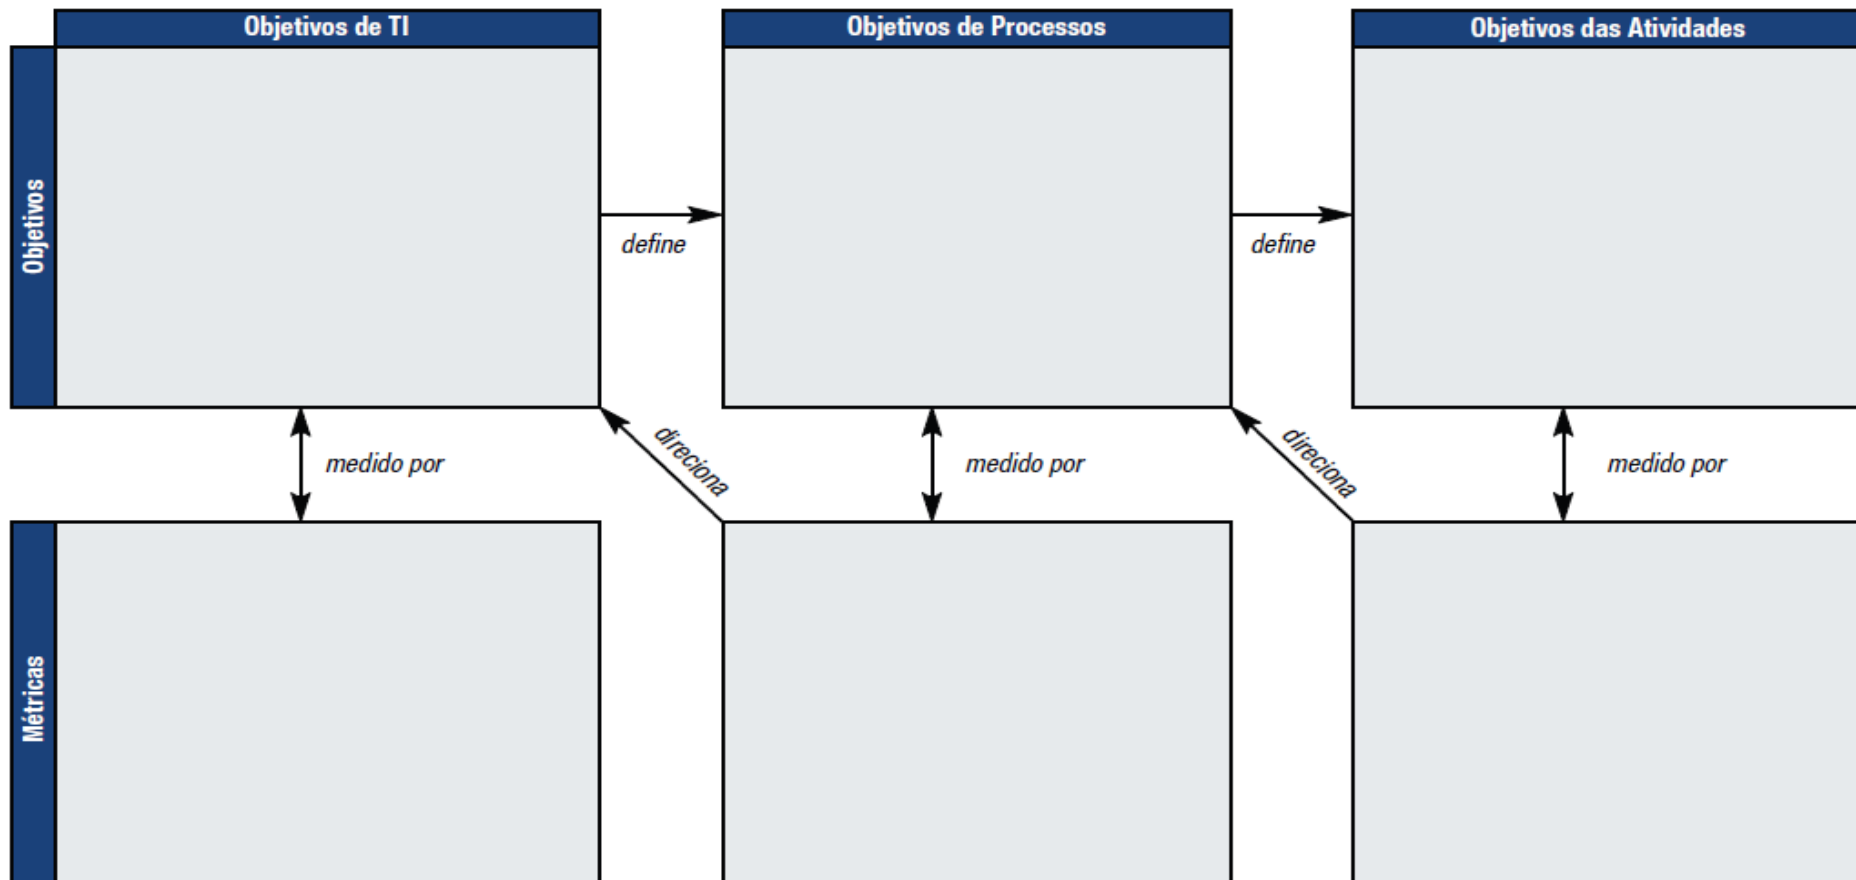 Objetivos de TI
Objetivos de Processos
Objetivos das Atividades
Objetivos
define
define
medido por
direciona
medido por
direciona
medido por
Métricas